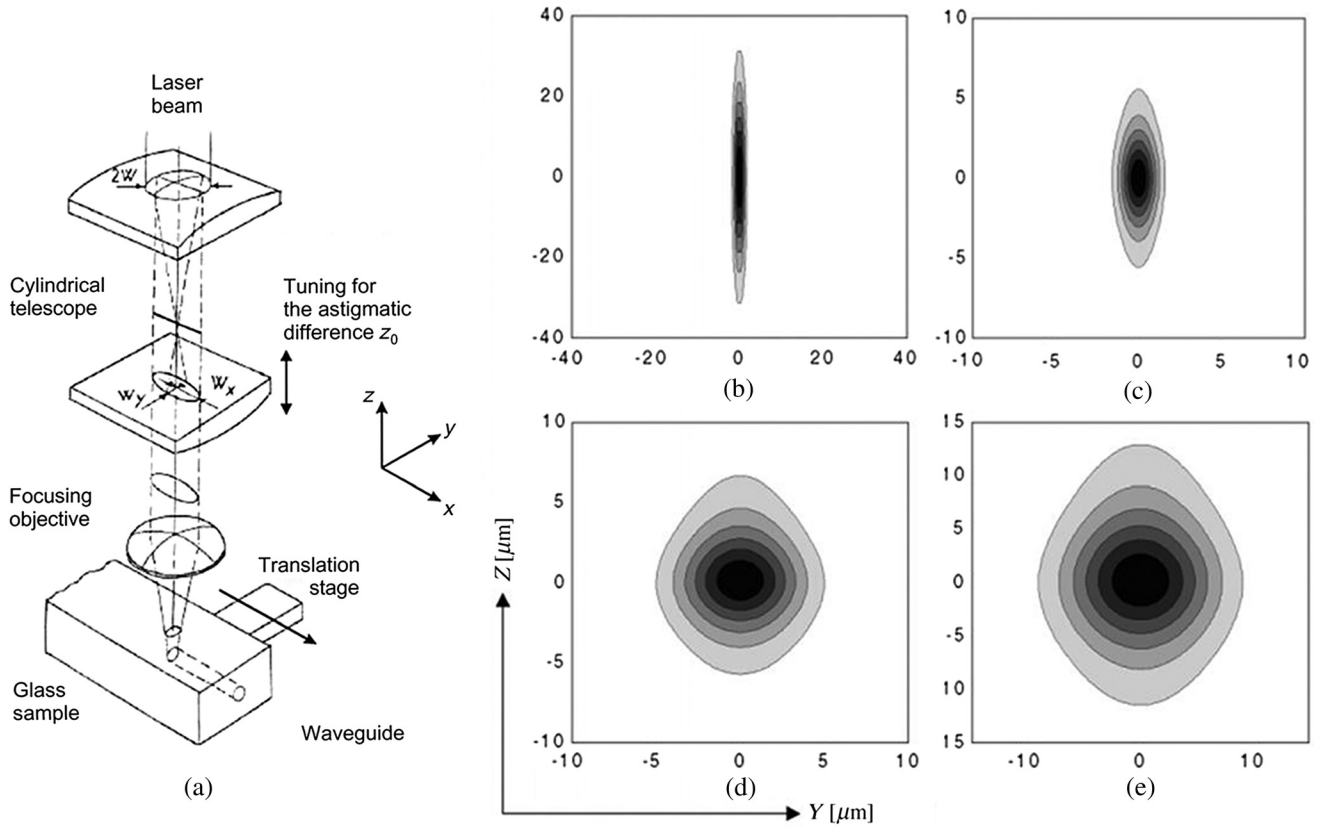 Laser
beam
2W
Cylindrical
telescope
Tuning for
the astigmatic
difference z0
Wy
Wx
z
y
x
Focusing
objective
Translation
stage
Glass
sample
Waveguide
(a)
40
20
0
-20
-40
-40 -20 0 20 40
(b)
10
5
0
-5
-10
-10 -5 0 5 10
(c)
10
5
0
-5
-10
-10 -5 0 5 10
(d)
15
10
5
0
-5
10
15
-10 0 10
(e)
Z [μm]
Y [μm]